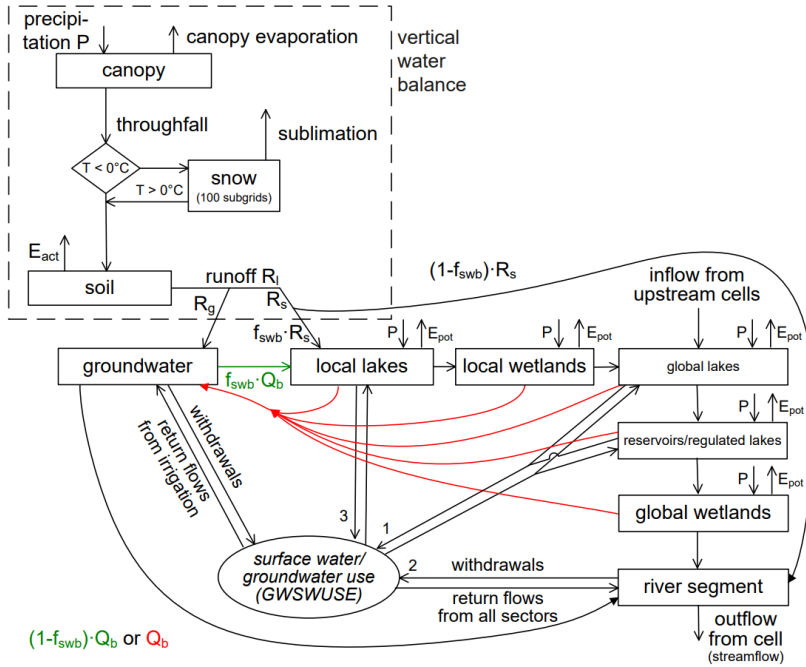 precipi-
tation P
canopy evaporation
vertical
water
balance
canopy
throughfall
sublimation
T < 0°C
snow
(100 subgrids)
T > 0°C
E_act
soil
runoff R_l
R_g
R_s
(1-f_swb)·R_s
inflow from
upstream cells
f_swb·R_s
P
E_pot
P
E_pot
P
E_pot
groundwater
f_swb·Q_b
local lakes
local wetlands
global lakes
P
E_pot
reservoirs/regulated lakes
withdrawals
return flows
from irrigation
P
E_pot
global wetlands
3
1
2
surface water/
groundwater use
(GWSWUSE)
withdrawals
return flows
from all sectors
river segment
outflow
from cell
(streamflow)
(1-f_swb)·Q_b or Q_b